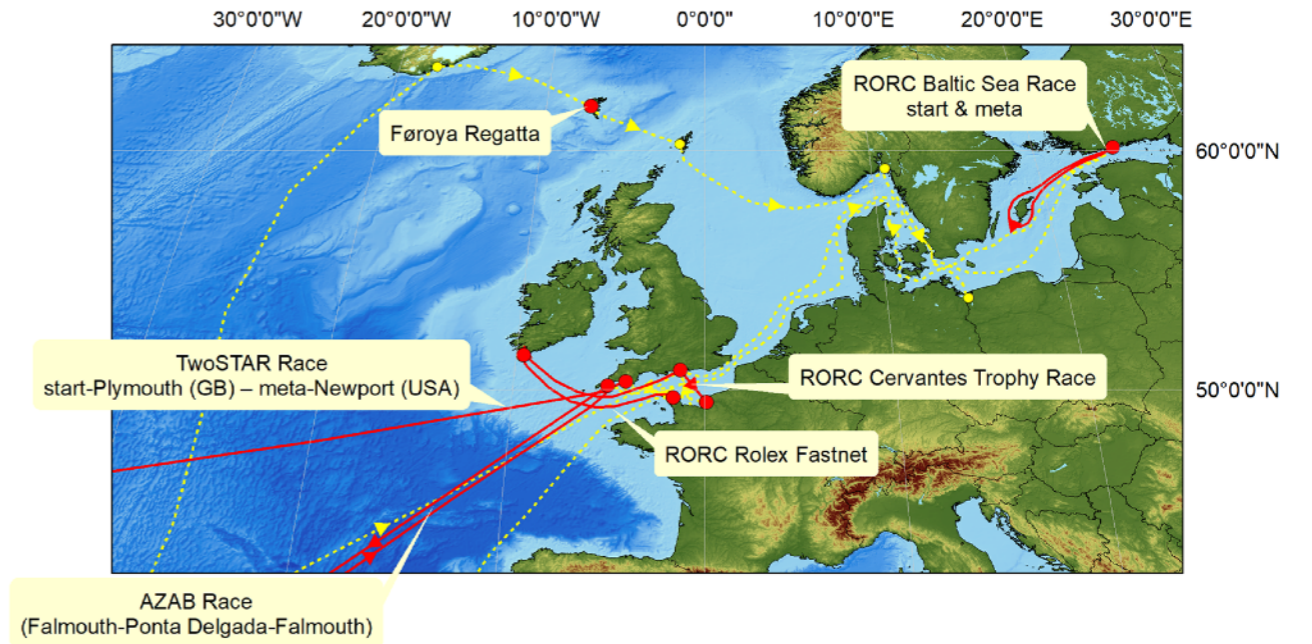 30°0'0"W
20°0'0"W
10°0'0"W
0°0'0"
10°0'0"E
20°0'0"E
30°0'0"E
RORC Baltic Sea Race
start & meta
Føroya Regatta
60°0'0"N
TwoSTAR Race
start-Plymouth (GB) – meta-Newport (USA)
RORC Cervantes Trophy Race
50°0'0"N
RORC Rolex Fastnet
AZAB Race
(Falmouth-Ponta Delgada-Falmouth)